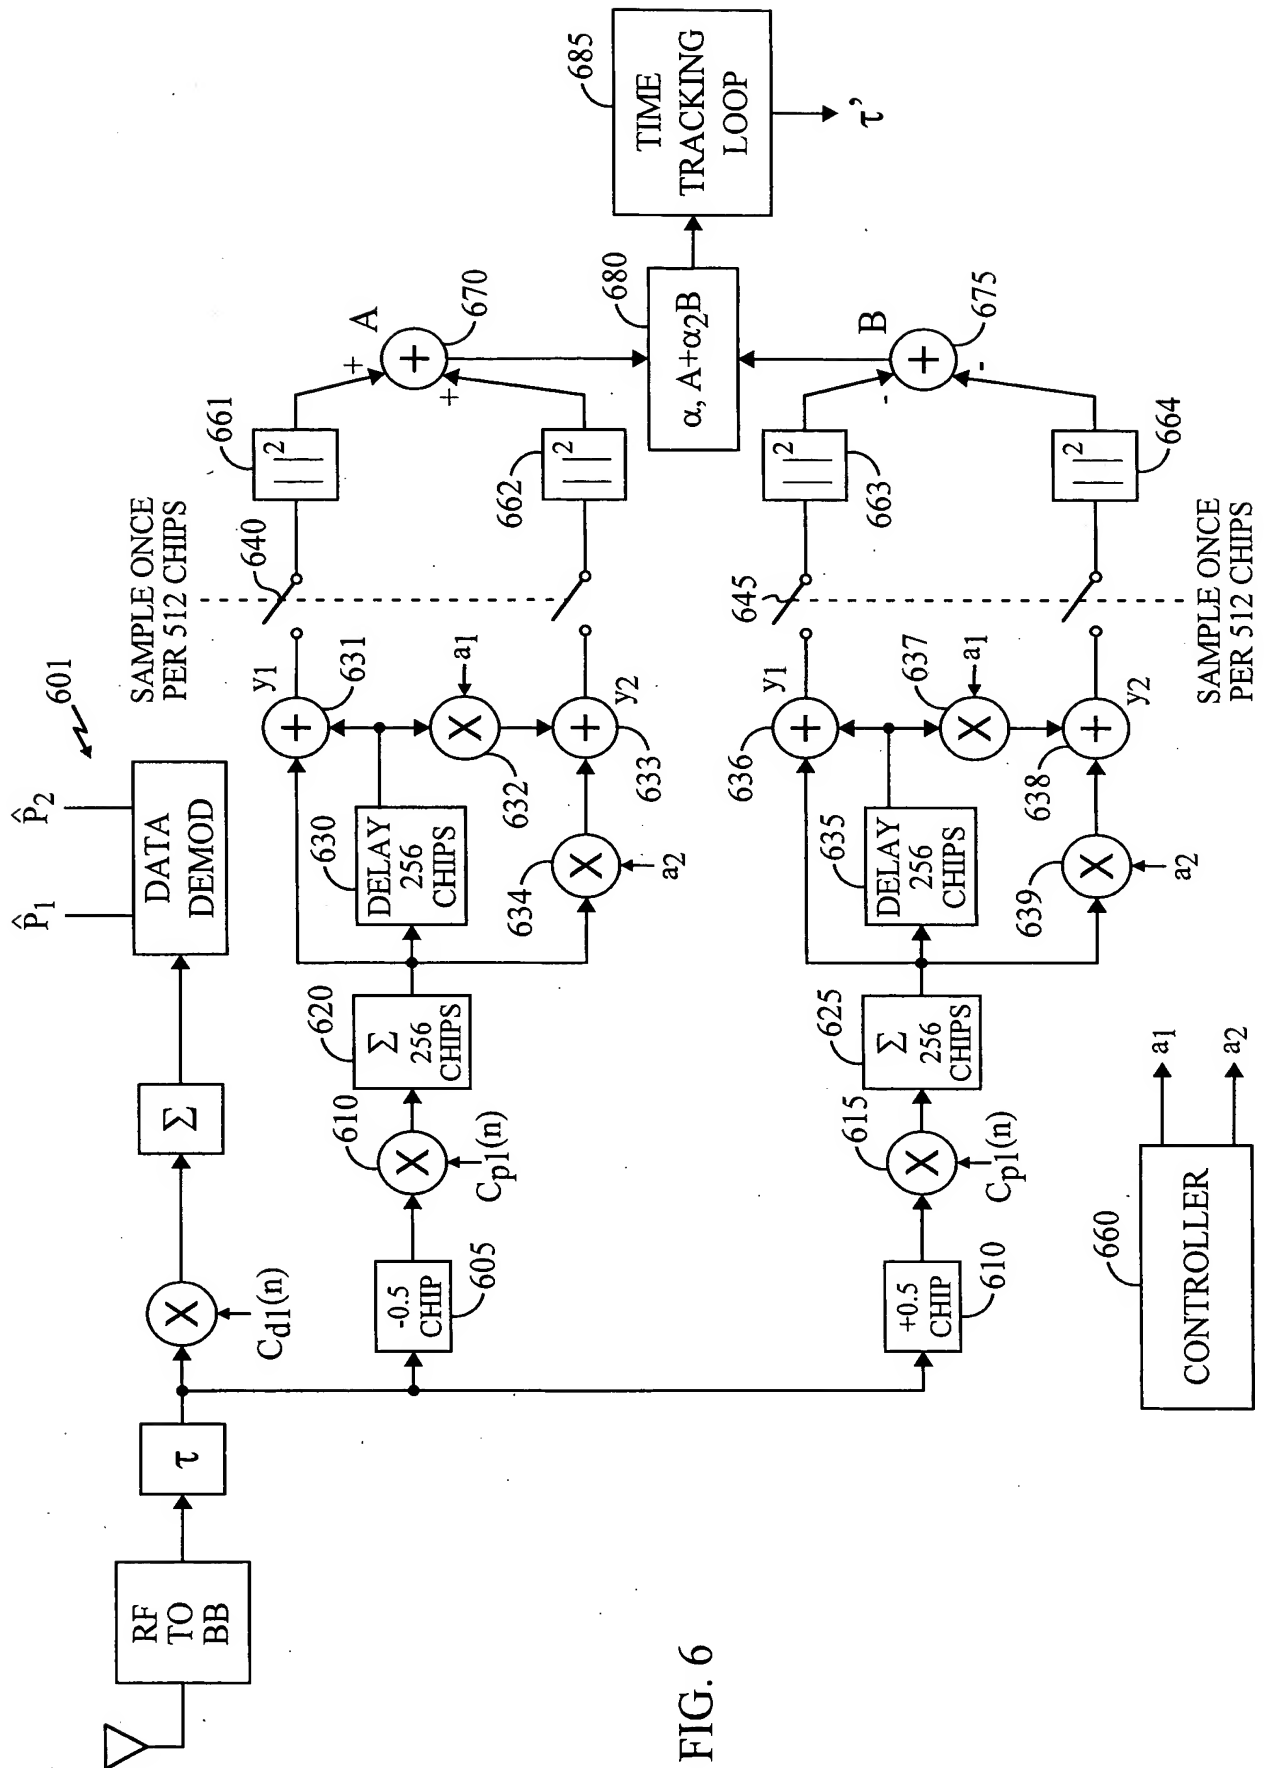 601
P̂1
P̂2
DATA
DEMOD
Σ
X
Cd1(n)
τ
RF
TO
BB
SAMPLE ONCE
PER 512 CHIPS
-0.5
CHIP
605
X
610
Cp1(n)
Σ
256
CHIPS
620
DELAY
256
CHIPS
630
+
631
y1
X
632
a1
+
633
y2
X
634
a2
640
| |2
661
| |2
662
+
+
+
A
670
α, A+α2B
680
TIME
TRACKING
LOOP
685
τ’
+0.5
CHIP
610
X
615
Cp1(n)
Σ
256
CHIPS
625
DELAY
256
CHIPS
635
+
636
y1
X
637
a1
+
638
y2
X
639
a2
645
| |2
663
| |2
664
-
-
+
B
675
SAMPLE ONCE
PER 512 CHIPS
CONTROLLER
660
a1
a2
FIG. 6